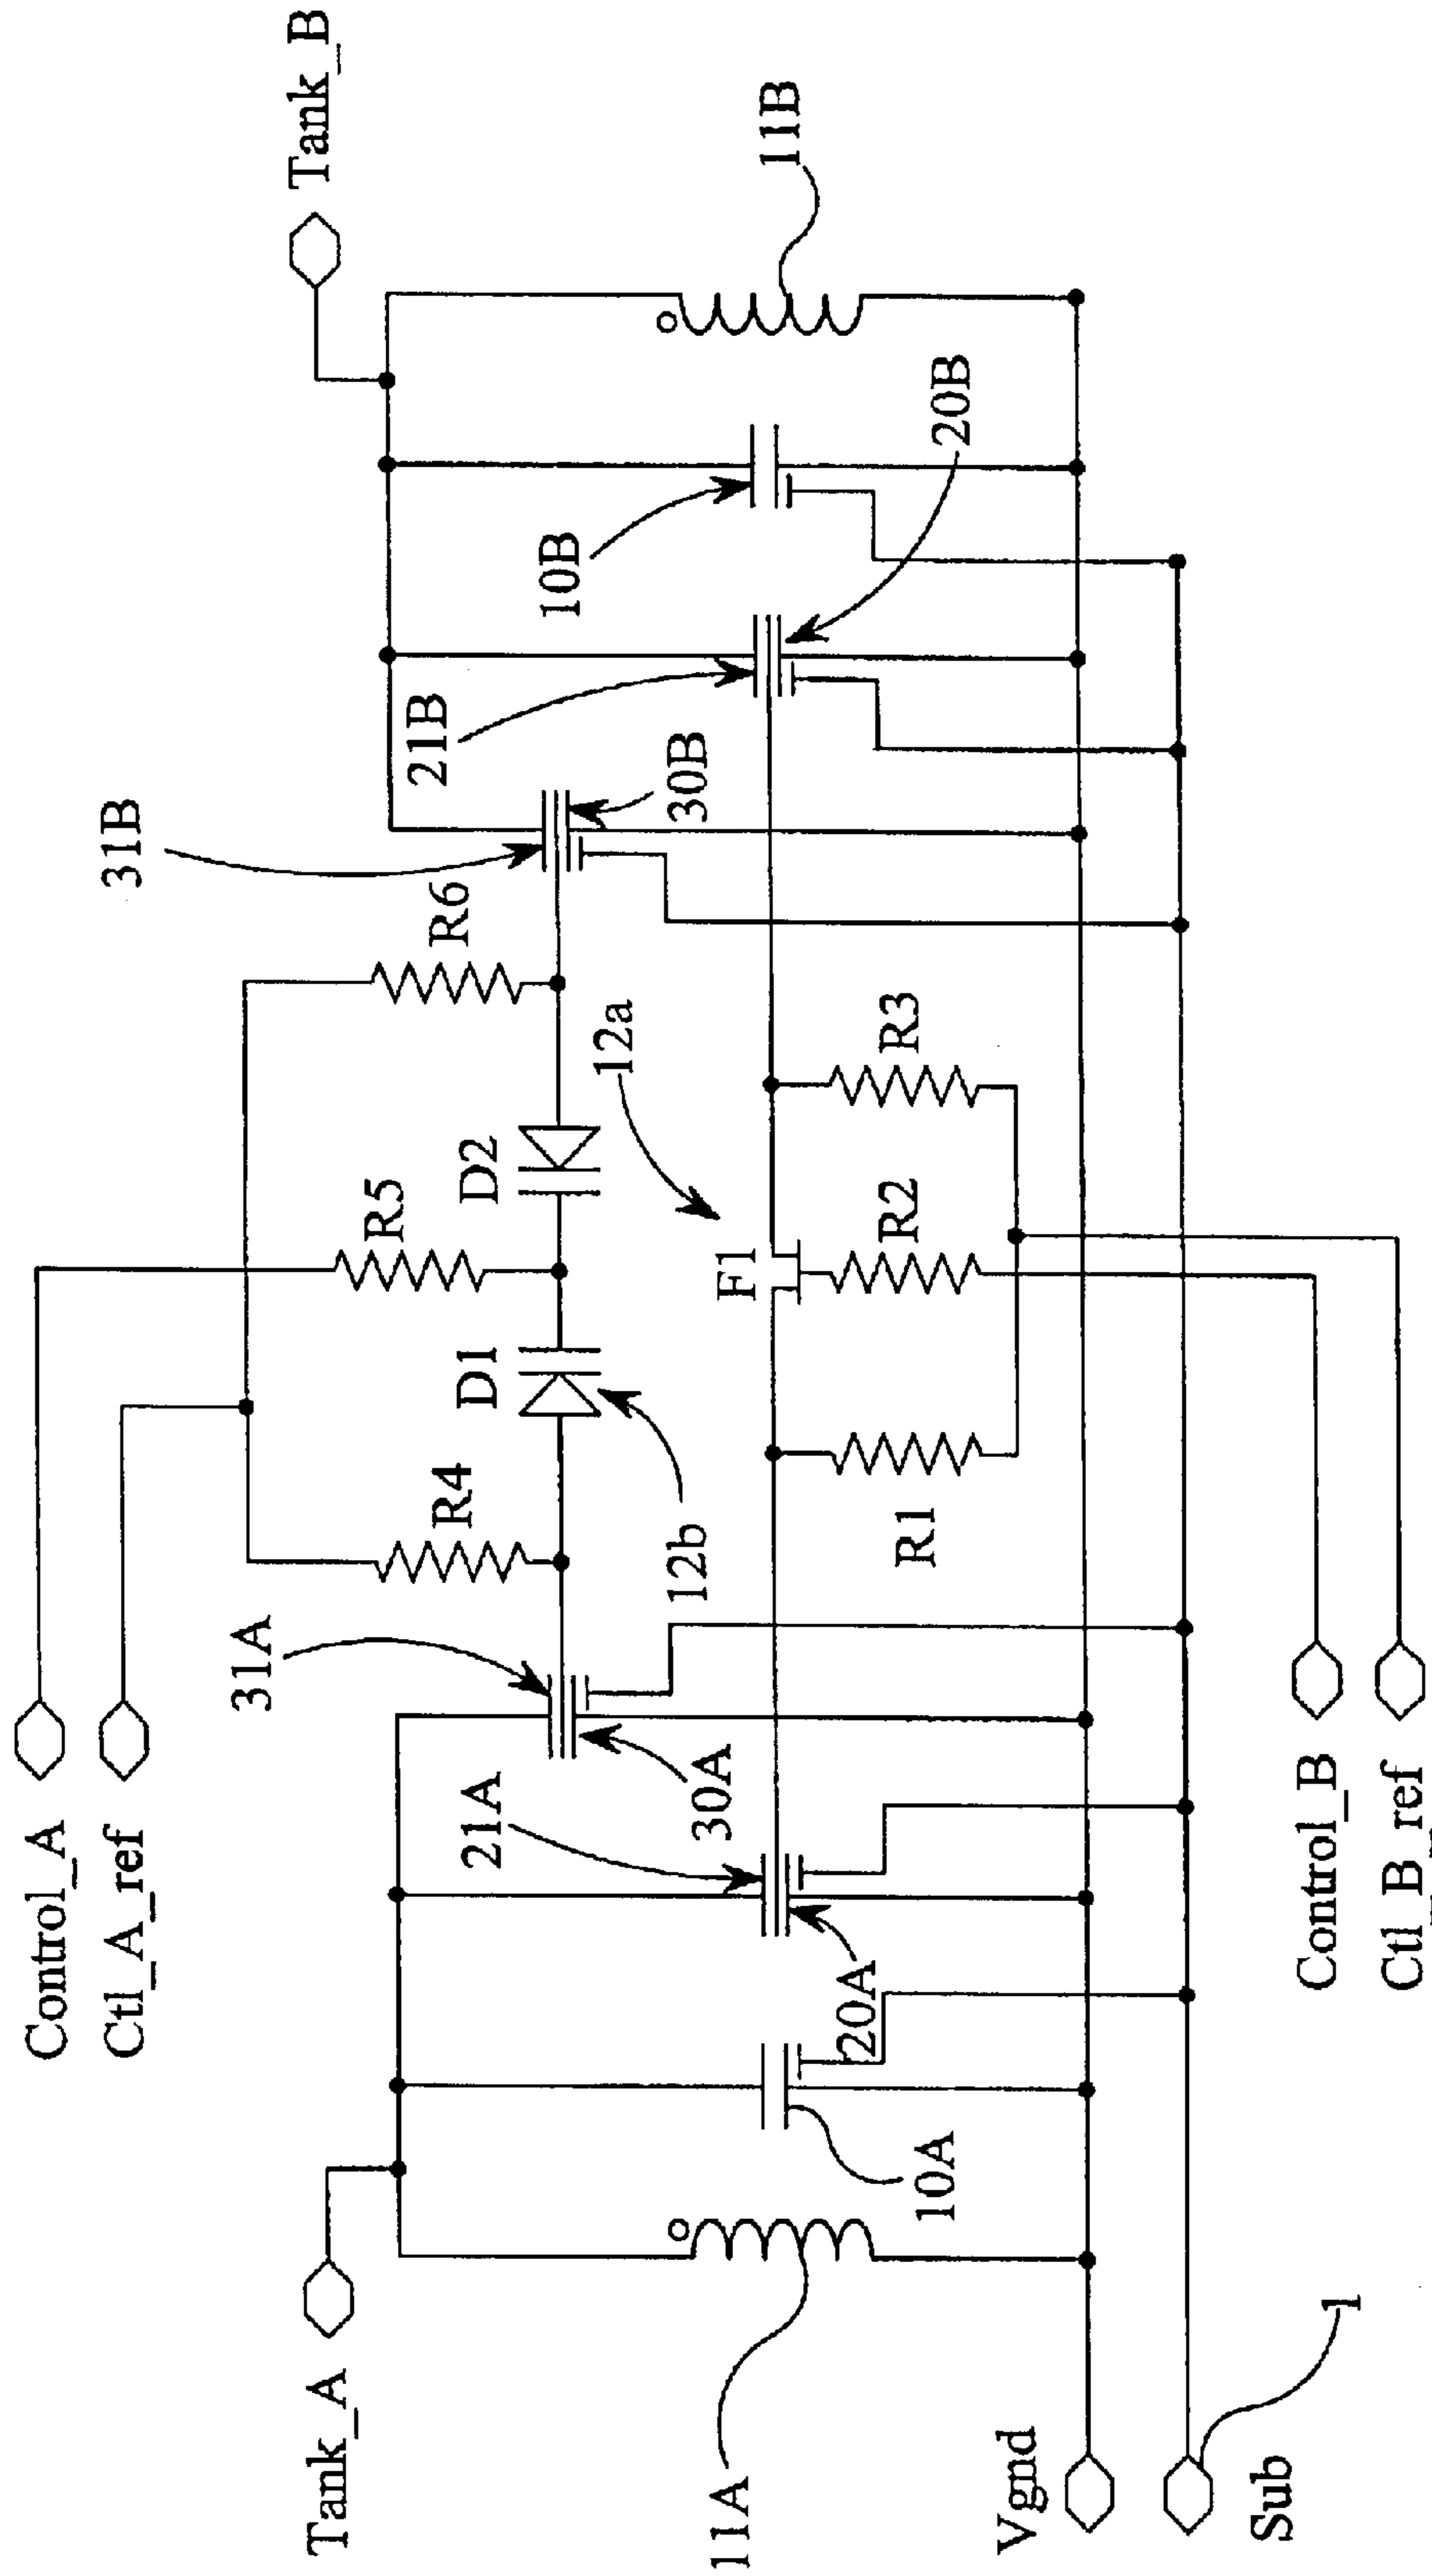 Control_A
Ctl_A_ref
31B
Tank_B
Tank_A
31A
R4
D1
R5
D2
R6
21B
10B
11B
21A
30A
12b
12a
30B
F1
11A
10A
20A
R1
R2
R3
20B
Vgnd
Sub
1
Control_B
Ctl_B_ref